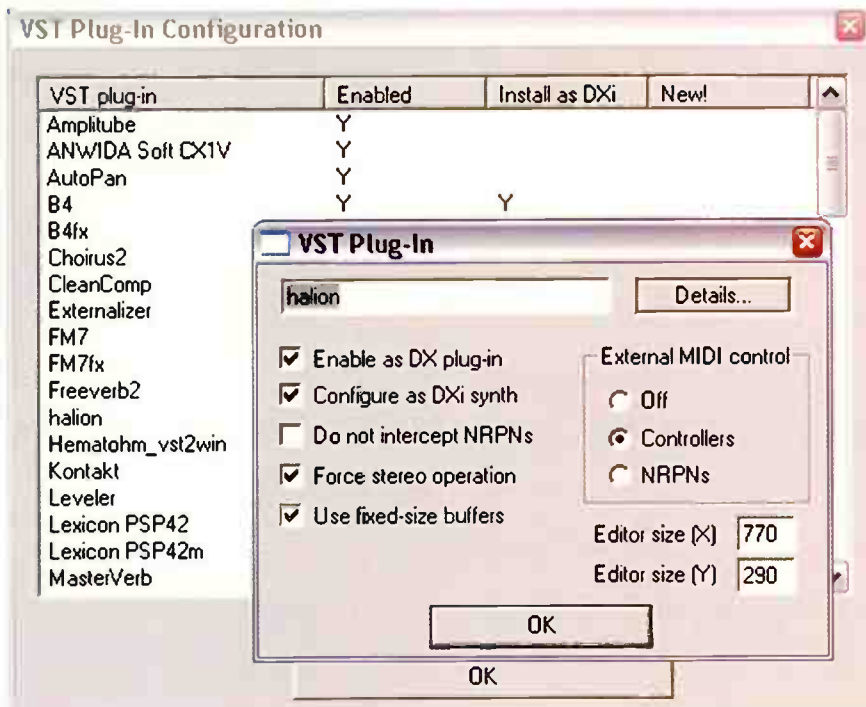 VST Plug-In Configuration
VST plug-in Enabled Install as DXi New!
Amplitube Y
ANWIDA Soft CX1V Y
AutoPan Y
B4 Y Y
B4fx
Choirus2
CleanComp
Externalizer
FM7
FM7fx
Freeverb2
halion
Hematohm_vst2win
Kontakt
Leveler
Lexicon PSP42
Lexicon PSP42m
MasterVerb
VST Plug-In
halion Details...
Enable as DX plug-in
Configure as DXi synth
Do not intercept NRPNs
Force stereo operation
Use fixed-size buffers
External MIDI control
Off
Controllers
NRPNs
Editor size (X) 770
Editor size (Y) 290
OK
OK